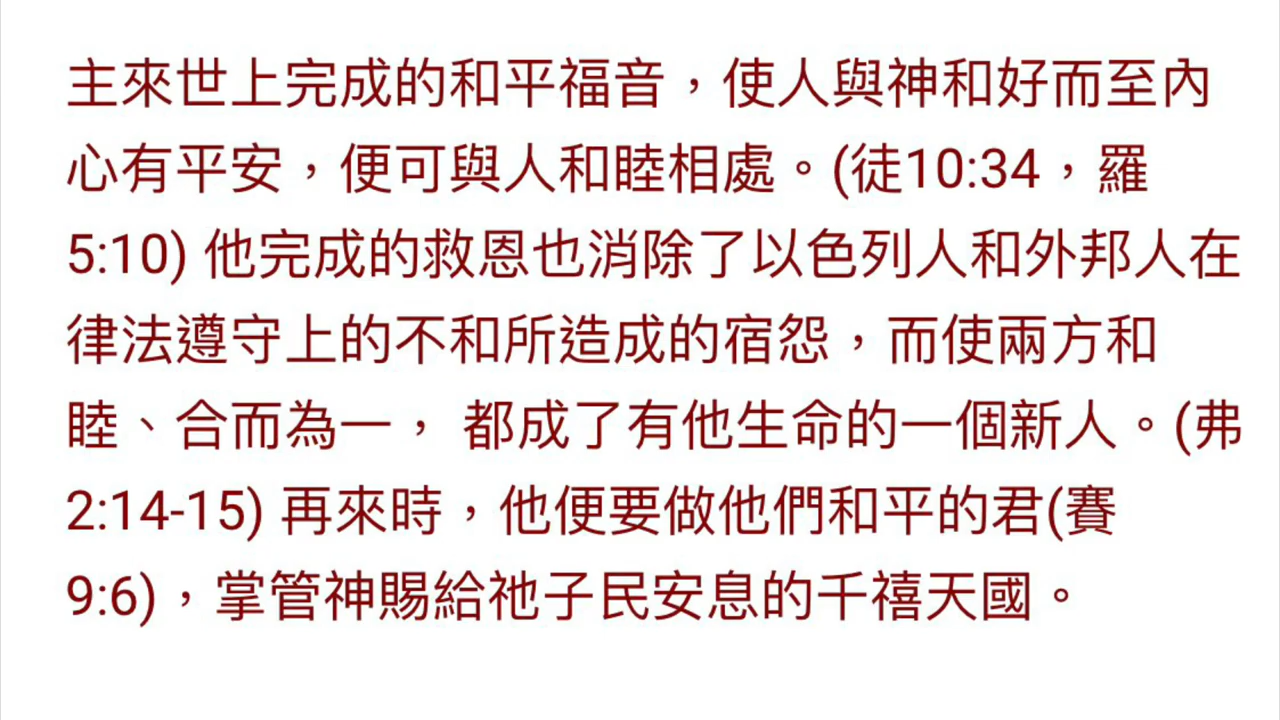 主來世上完成的和平福音，使人與神和好而至內
心有平安，便可與人和睦相處。(徒10:34，羅
5:10) 他完成的救恩也消除了以色列人和外邦人在
律法遵守上的不和所造成的宿怨，而使兩方和
睦、合而為一， 都成了有他生命的一個新人。(弗
2:14-15) 再來時，他便要做他們和平的君(賽
9:6)，掌管神賜給祂子民安息的千禧天國。